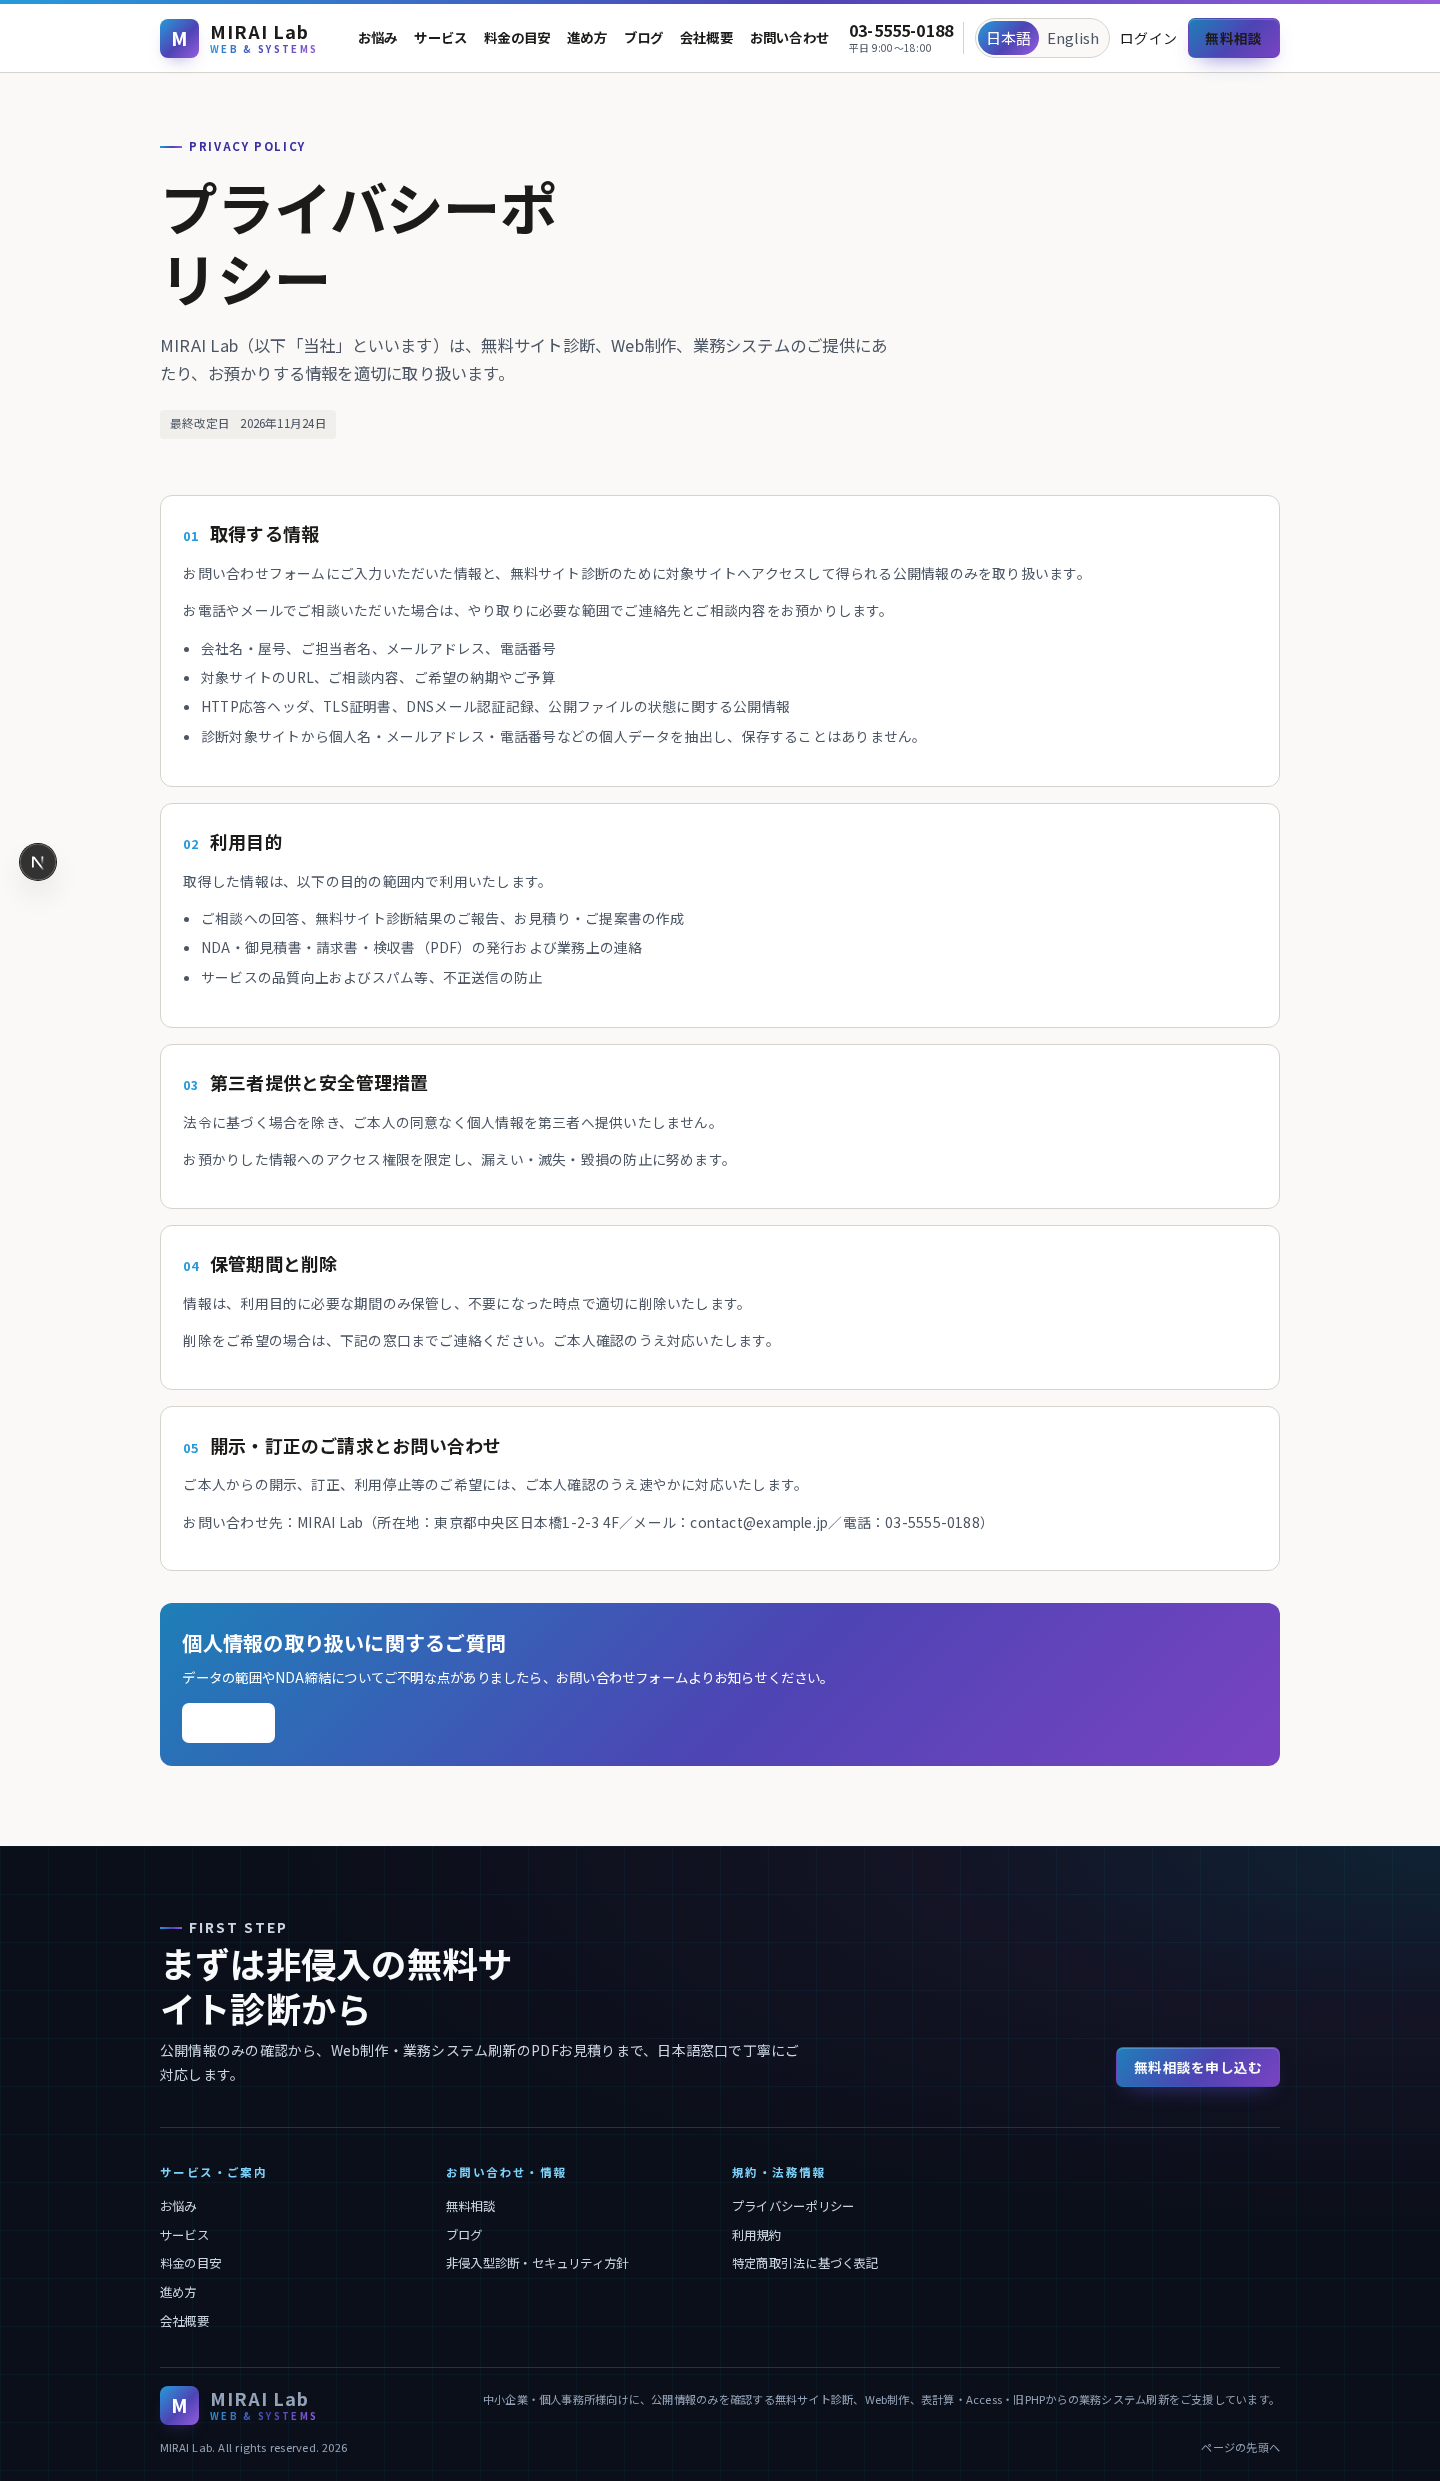 M MIRAI Lab
WEB & SYSTEMS
お悩み サービス 料金の目安 進め方 ブログ 会社概要 お問い合わせ
03-5555-0188
平日 9:00〜18:00
日本語 English ログイン 無料相談
PRIVACY POLICY
プライバシーポ
リシー
MIRAI Lab（以下「当社」といいます）は、無料サイト診断、Web制作、業務システムのご提供にあ
たり、お預かりする情報を適切に取り扱います。
最終改定日 2026年11月24日
01 取得する情報
お問い合わせフォームにご入力いただいた情報と、無料サイト診断のために対象サイトへアクセスして得られる公開情報のみを取り扱います。
お電話やメールでご相談いただいた場合は、やり取りに必要な範囲でご連絡先とご相談内容をお預かりします。
• 会社名・屋号、ご担当者名、メールアドレス、電話番号
• 対象サイトのURL、ご相談内容、ご希望の納期やご予算
• HTTP応答ヘッダ、TLS証明書、DNSメール認証記録、公開ファイルの状態に関する公開情報
• 診断対象サイトから個人名・メールアドレス・電話番号などの個人データを抽出し、保存することはありません。
02 利用目的
取得した情報は、以下の目的の範囲内で利用いたします。
• ご相談への回答、無料サイト診断結果のご報告、お見積り・ご提案書の作成
• NDA・御見積書・請求書・検収書（PDF）の発行および業務上の連絡
• サービスの品質向上およびスパム等、不正送信の防止
N
03 第三者提供と安全管理措置
法令に基づく場合を除き、ご本人の同意なく個人情報を第三者へ提供いたしません。
お預かりした情報へのアクセス権限を限定し、漏えい・滅失・毀損の防止に努めます。
04 保管期間と削除
情報は、利用目的に必要な期間のみ保管し、不要になった時点で適切に削除いたします。
削除をご希望の場合は、下記の窓口までご連絡ください。ご本人確認のうえ対応いたします。
05 開示・訂正のご請求とお問い合わせ
ご本人からの開示、訂正、利用停止等のご希望には、ご本人確認のうえ速やかに対応いたします。
お問い合わせ先：MIRAI Lab（所在地：東京都中央区日本橋1-2-3 4F／メール：contact@example.jp／電話：03-5555-0188）
個人情報の取り扱いに関するご質問
データの範囲やNDA締結についてご不明な点がありましたら、お問い合わせフォームよりお知らせください。
FIRST STEP
まずは非侵入の無料サ
イト診断から
公開情報のみの確認から、Web制作・業務システム刷新のPDFお見積りまで、日本語窓口で丁寧にご
対応します。
無料相談を申し込む
サービス・ご案内
お悩み
サービス
料金の目安
進め方
会社概要
お問い合わせ・情報
無料相談
ブログ
非侵入型診断・セキュリティ方針
規約・法務情報
プライバシーポリシー
利用規約
特定商取引法に基づく表記
M MIRAI Lab
WEB & SYSTEMS
中小企業・個人事務所様向けに、公開情報のみを確認する無料サイト診断、Web制作、表計算・Access・旧PHPからの業務システム刷新をご支援しています。
MIRAI Lab. All rights reserved. 2026
ページの先頭へ